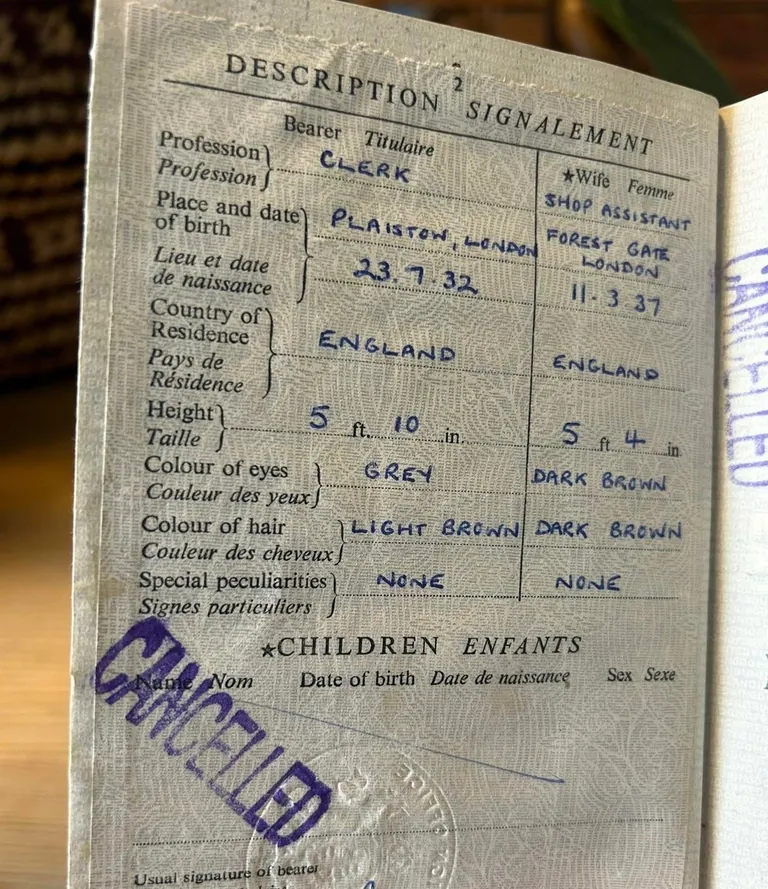 2
DESCRIPTION SIGNALEMENT
Bearer Titulaire
★Wife Femme
Profession
Profession
CLERK
SHOP ASSISTANT
Place and date
of birth
Lieu et date
de naissance
PLAISTOW, LONDON
23.7.32
FOREST GATE
LONDON
11.3 37
Country of
Residence
Pays de
Résidence
ENGLAND
ENGLAND
Height
Taille
5 ft. 10 in.
5 ft 4 in
Colour of eyes
Couleur des yeux
GREY
DARK BROWN
Colour of hair
Couleur des cheveux
LIGHT BROWN
DARK BROWN
Special peculiarities
Signes particuliers
NONE
NONE
★CHILDREN ENFANTS
Name Nom Date of birth Date de naissance Sex Sexe
CANCELLED
Usual signature of bearer
CANCELLED